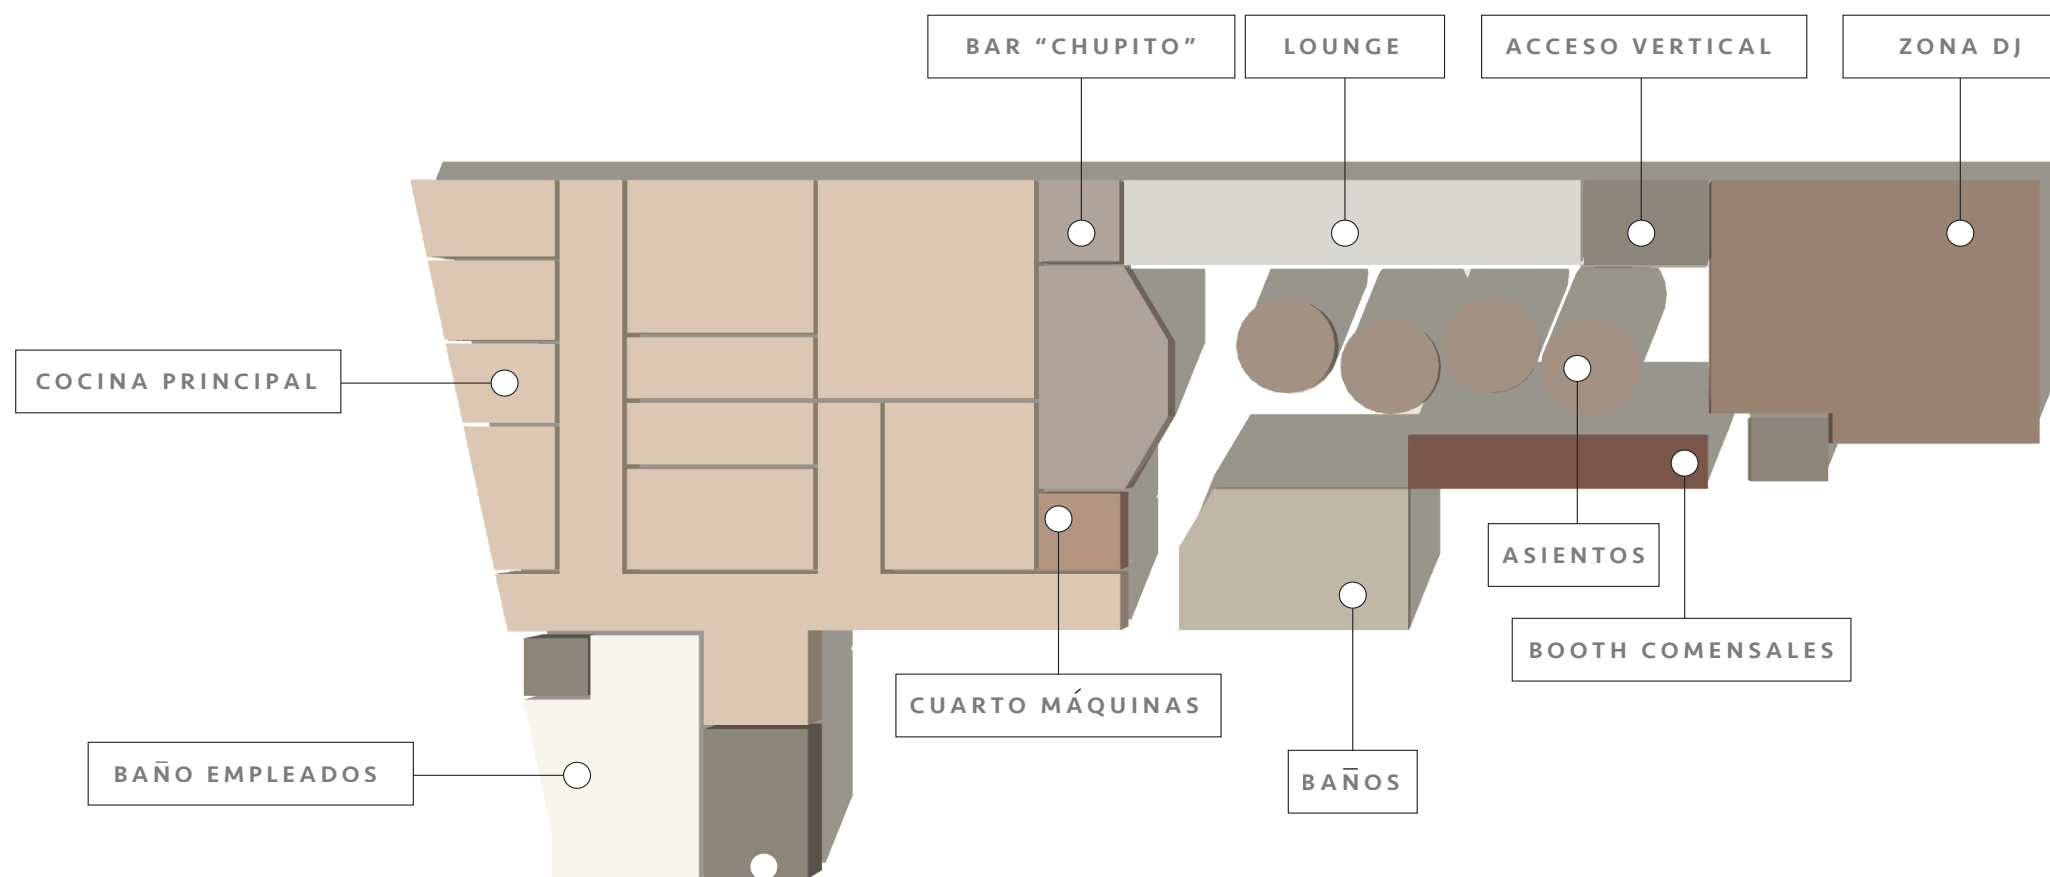 BAR “CHUPITO”
LOUNGE
ACCESO VERTICAL
ZONA DJ
COCINA PRINCIPAL
ASIENTOS
BOOTH COMENSALES
CUARTO MÁQUINAS
BAÑO EMPLEADOS
BAÑOS